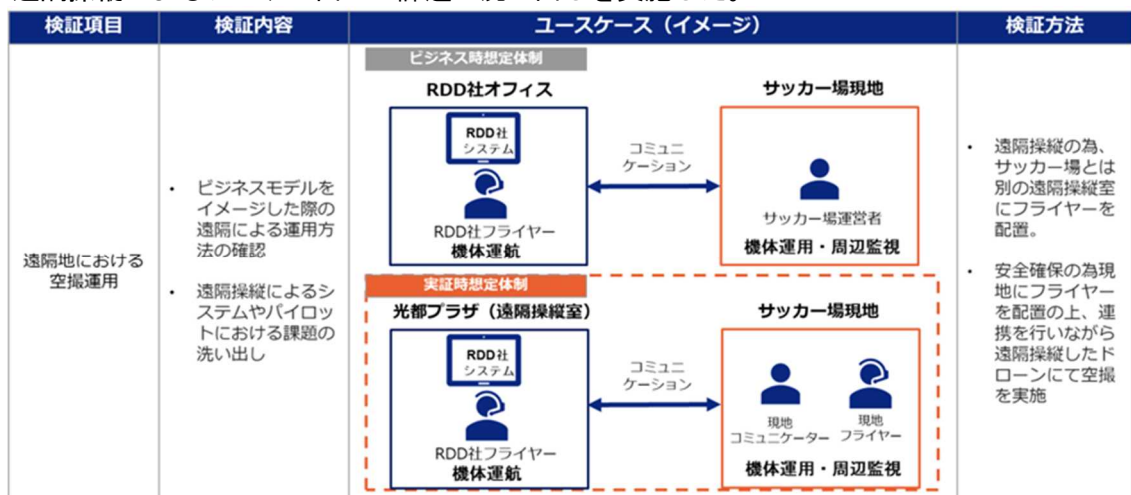 検証項目
検証内容
ユースケース（イメージ）
検証方法
遠隔地における
空撮運用
・ ビジネスモデルを
イメージした際の
遠隔による運用方
法の確認
・ 遠隔操縦によるシ
ステムやパイロッ
トにおける課題の
洗い出し
ビジネス時想定体制
RDD社オフィス
RDD社
システム
RDD社フライヤー
機体運航
コミュニ
ケーション
サッカー場現地
サッカー場運営者
機体運用・周辺監視
実証時想定体制
光都プラザ（遠隔操縦室）
RDD社
システム
RDD社フライヤー
機体運航
コミュニ
ケーション
サッカー場現地
現地
コミュニケーター
現地
フライヤー
機体運用・周辺監視
・ 遠隔操縦の為、
サッカー場とは
別の遠隔操縦室
にフライヤーを
配置。
・ 安全確保の為現
地にフライヤー
を配置の上、連
携を行いながら
遠隔操縦したド
ローンにて空撮
を実施